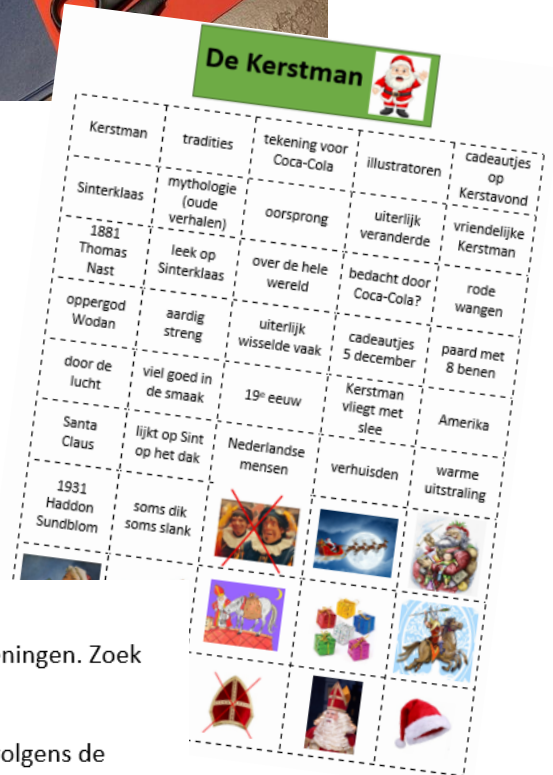 De Kerstman
Kerstman
tradities
tekening voor
Coca-Cola
illustratoren
cadeautjes
op
Kerstavond
Sinterklaas
mythologie
(oude
verhalen)
oorsprong
uiterlijk
veranderde
vriendelijke
Kerstman
1881
Thomas
Nast
leek op
Sinterklaas
over de hele
wereld
bedacht door
Coca-Cola?
rode
wangen
oppergod
Wodan
aardig
streng
uiterlijk
wisselde vaak
cadeautjes
5 december
paard met
8 benen
door de
lucht
viel goed in
de smaak
19e eeuw
Kerstman
vliegt met
slee
Amerika
Santa
Claus
lijkt op Sint
op het dak
Nederlandse
mensen
verhuisden
warme
uitstraling
1931
Haddon
Sundblom
soms dik
soms slank
ningen. Zoek
olgens de